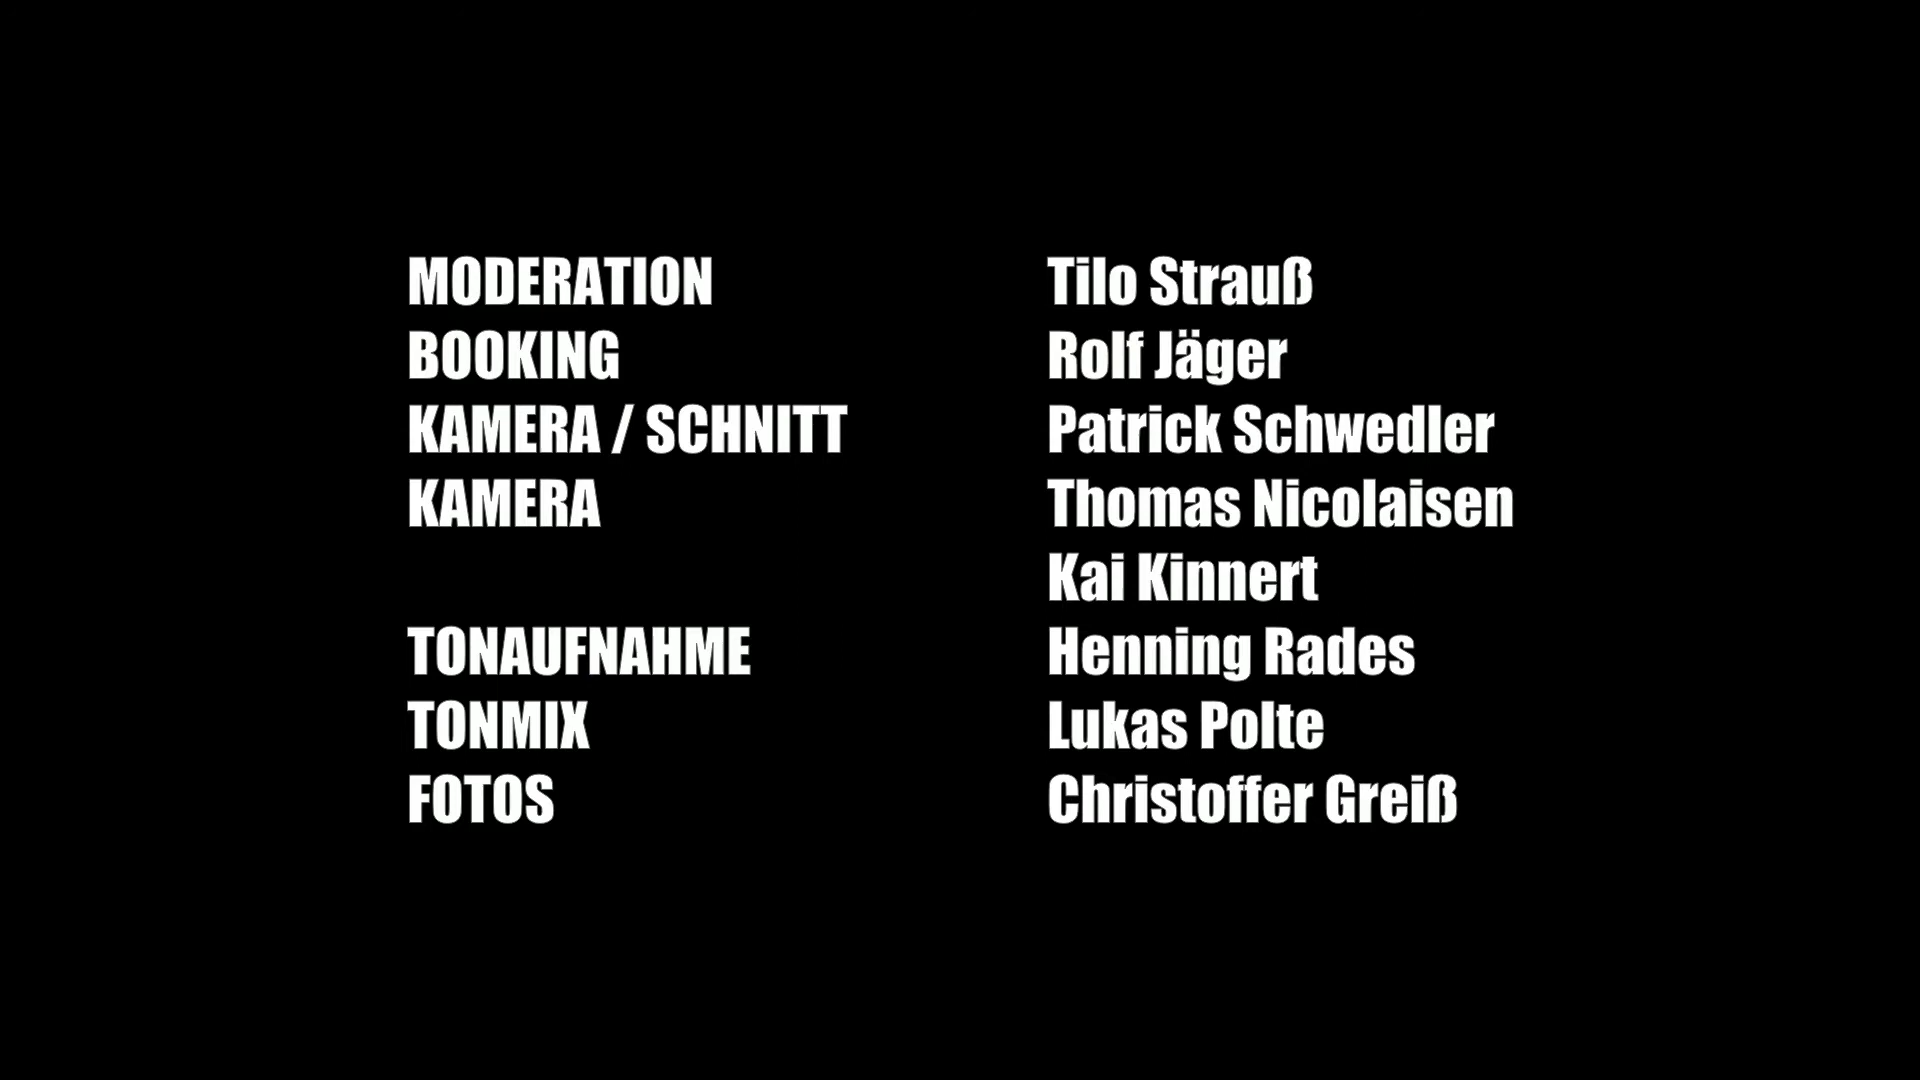 MODERATION Tilo Strauß
BOOKING Rolf Jäger
KAMERA / SCHNITT Patrick Schwedler
KAMERA Thomas Nicolaisen
Kai Kinnert
TONAUFNAHME Henning Rades
TONMIX Lukas Polte
FOTOS Christoffer Greiß